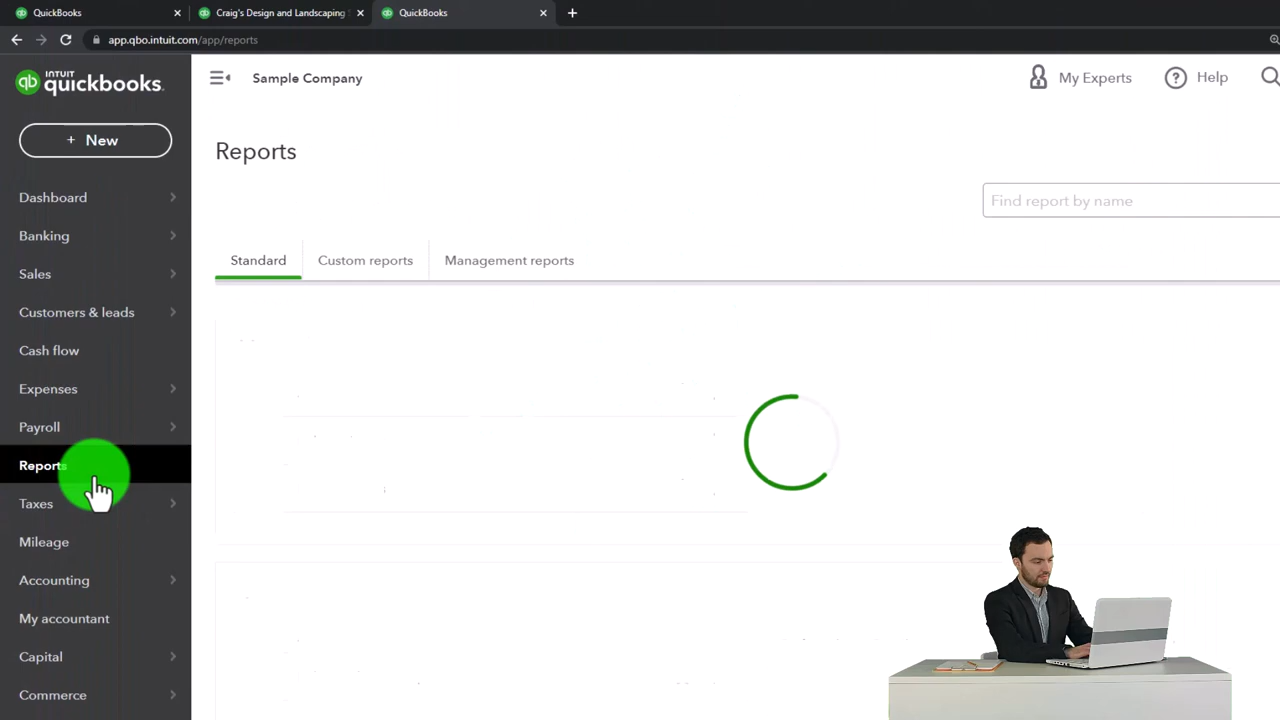 QuickBooks
Craig's Design and Landscaping
QuickBooks
app.qbo.intuit.com/app/reports
INTUIT
quickbooks.
Sample Company
My Experts
Help
+ New
Reports
Find report by name
Dashboard
Banking
Sales
Customers & leads
Cash flow
Expenses
Payroll
Reports
Taxes
Mileage
Accounting
My accountant
Capital
Commerce
Standard
Custom reports
Management reports